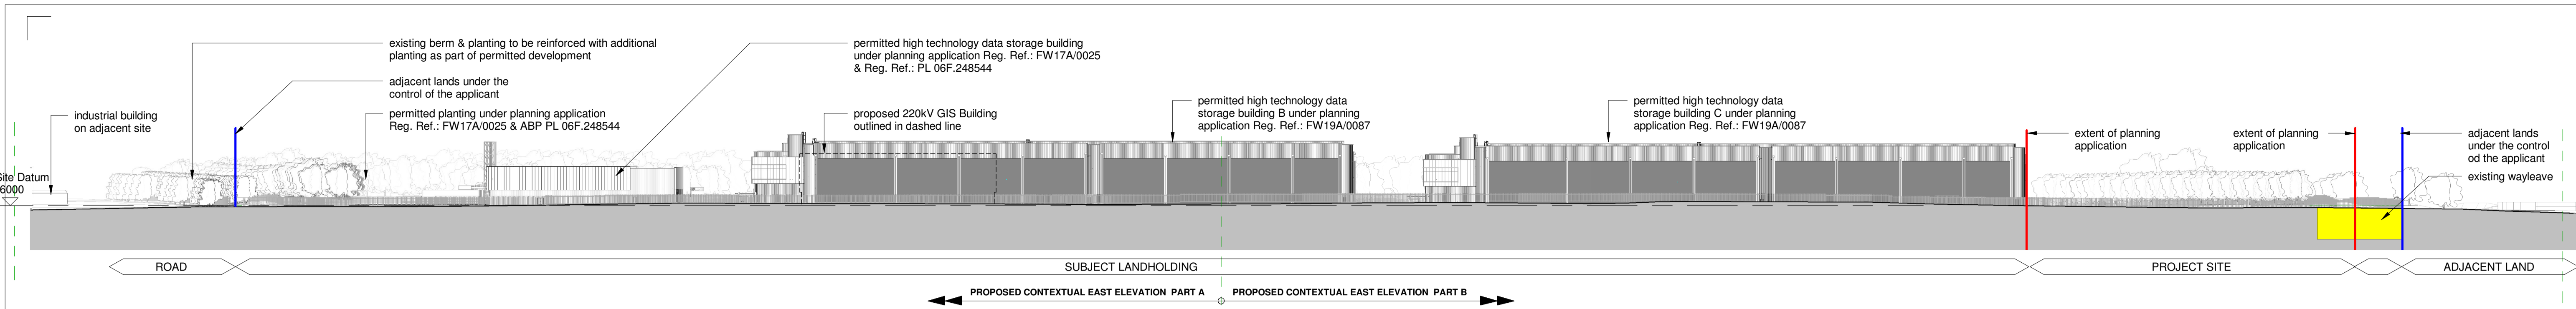 existing berm & planting to be reinforced with additional
planting as part of permitted development
adjacent lands under the
control of the applicant
industrial building
on adjacent site
permitted planting under planning application
Reg. Ref.: FW17A/0025 & ABP PL 06F.248544
permitted high technology data storage building
under planning application Reg. Ref.: FW17A/0025
& Reg. Ref.: PL 06F.248544
proposed 220kV GIS Building
outlined in dashed line
permitted high technology data
storage building B under planning
application Reg. Ref.: FW19A/0087
permitted high technology data
storage building C under planning
application Reg. Ref.: FW19A/0087
extent of planning
application
extent of planning
application
adjacent lands
under the control
od the applicant
existing wayleave
Site Datum
6000
ROAD
SUBJECT LANDHOLDING
PROJECT SITE
ADJACENT LAND
PROPOSED CONTEXTUAL EAST ELEVATION PART A
PROPOSED CONTEXTUAL EAST ELEVATION PART B